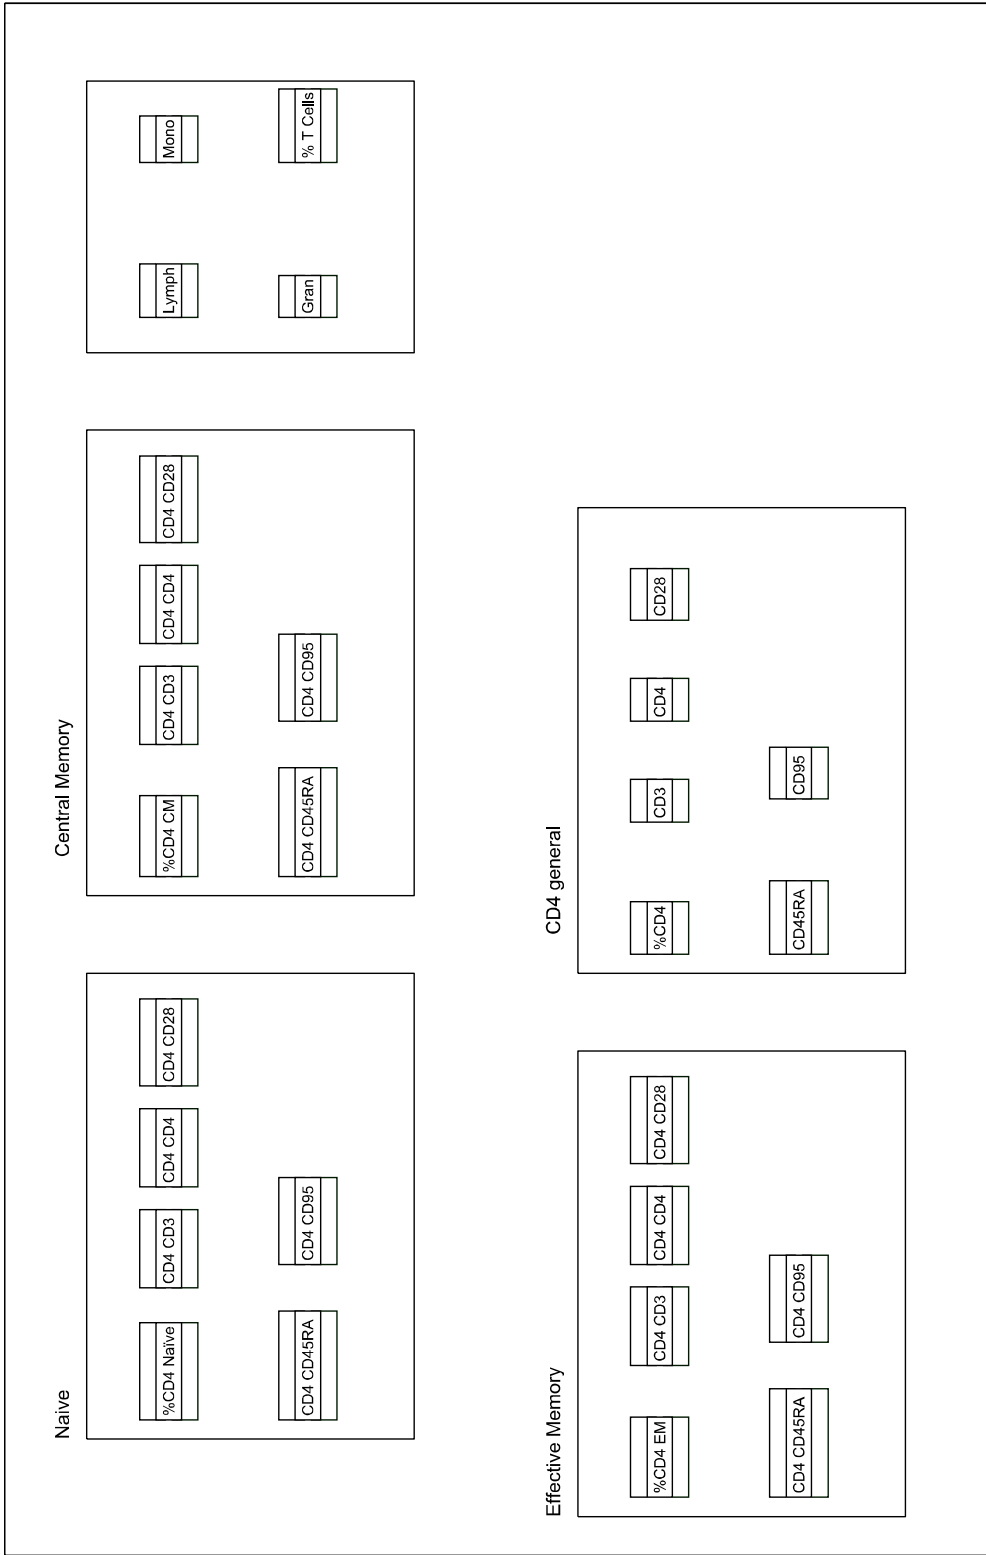 Naive
%CD4 Naïve
CD4 CD3
CD4 CD4
CD4 CD28
CD4 CD45RA
CD4 CD95
Central Memory
%CD4 CM
CD4 CD3
CD4 CD4
CD4 CD28
CD4 CD45RA
CD4 CD95
Lymph
Mono
Gran
% T Cells
Effective Memory
%CD4 EM
CD4 CD3
CD4 CD4
CD4 CD28
CD4 CD45RA
CD4 CD95
CD4 general
%CD4
CD3
CD4
CD28
CD45RA
CD95